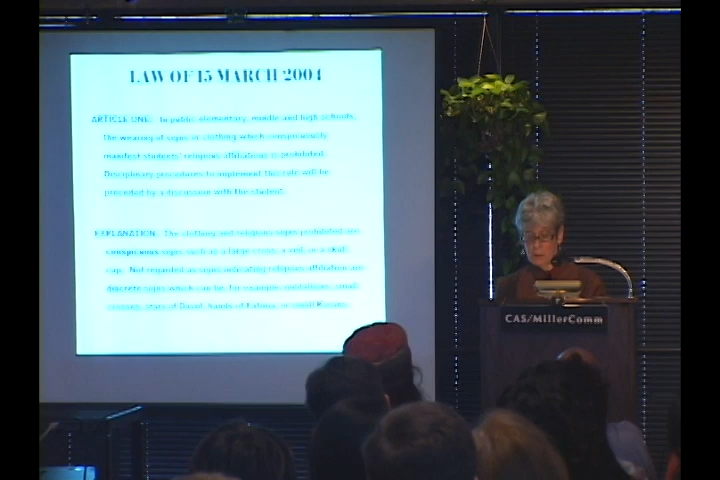 LAW OF 15 MARCH 2004
ARTICLE ONE: In public elementary, middle and high schools,
the wearing of signs or clothing which conspicuously
manifest students' religious affiliations is prohibited.
Disciplinary procedures to implement this rule will be
preceded by a discussion with the student.
EXPLANATION: The clothing and religious signs prohibited are
conspicuous signs such as a large cross, a veil, or a skull
cap. Not regarded as signs indicating religious affiliation are
discrete signs which can be, for example, medallions, small
crosses, stars of David, hands of Fatima, or small Korans.
CAS/MillerComm